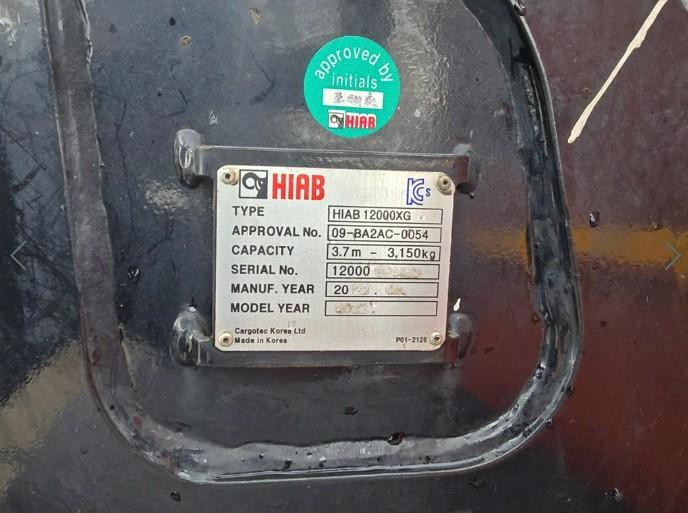 approved by
initials
HIAB
HIAB
KCs
TYPE HIAB 12000XG
APPROVAL No. 09-BA2AC-0054
CAPACITY 3.7m - 3,150kg
SERIAL No. 12000
MANUF. YEAR 20
MODEL YEAR
Cargotec Korea Ltd
Made in Korea P01-2126